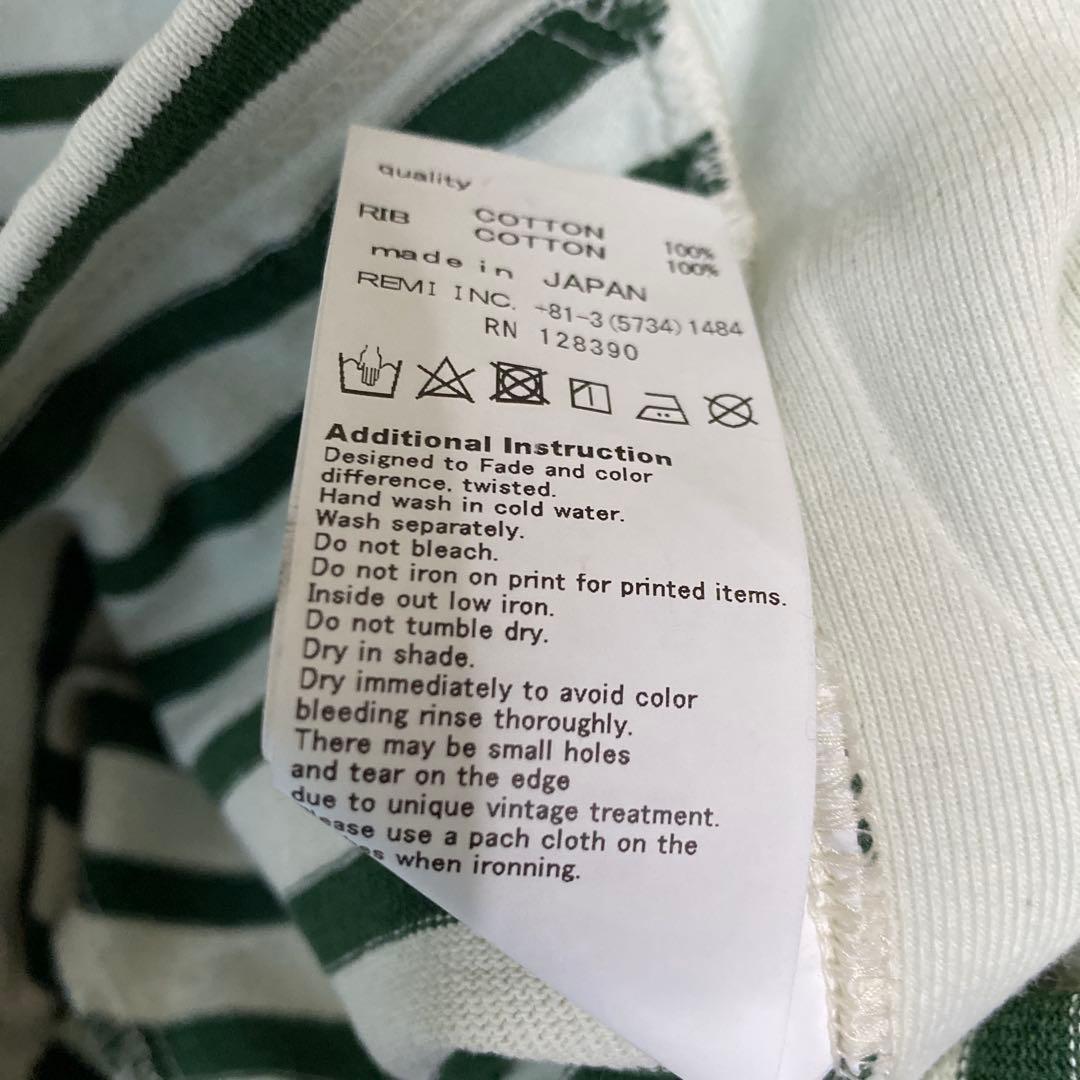 quality
COTTON 100%
RIB COTTON 100%
made in JAPAN
REMI INC. +81-3(5734)1484
RN 128390
Additional Instruction
Designed to Fade and color
difference. twisted.
Hand wash in cold water.
Wash separately.
Do not bleach.
Do not iron on print for printed items.
Inside out low iron.
Do not tumble dry.
Dry in shade.
Dry immediately to avoid color
bleeding rinse thoroughly.
There may be small holes
and tear on the edge
due to unique vintage treatment.
use a pach cloth on the
when ironning.